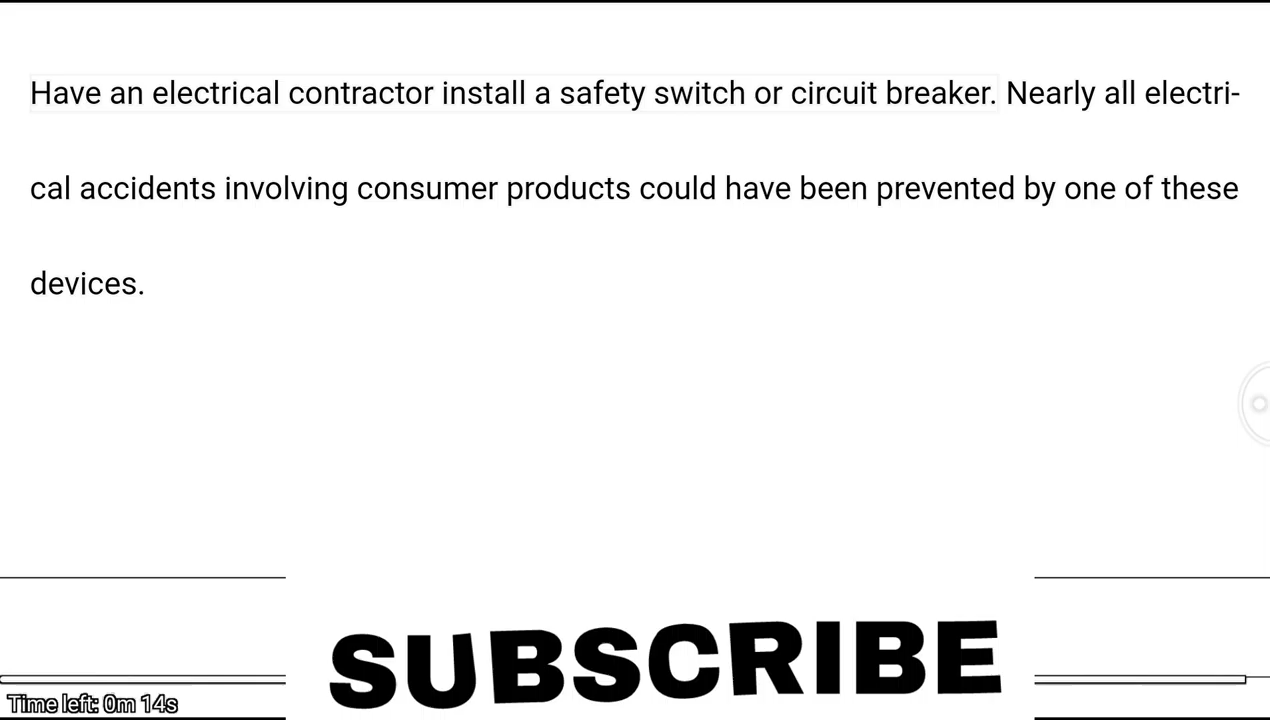 Have an electrical contractor install a safety switch or circuit breaker. Nearly all electri-
cal accidents involving consumer products could have been prevented by one of these
devices.
SUBSCRIBE
Time left: 0m 14s